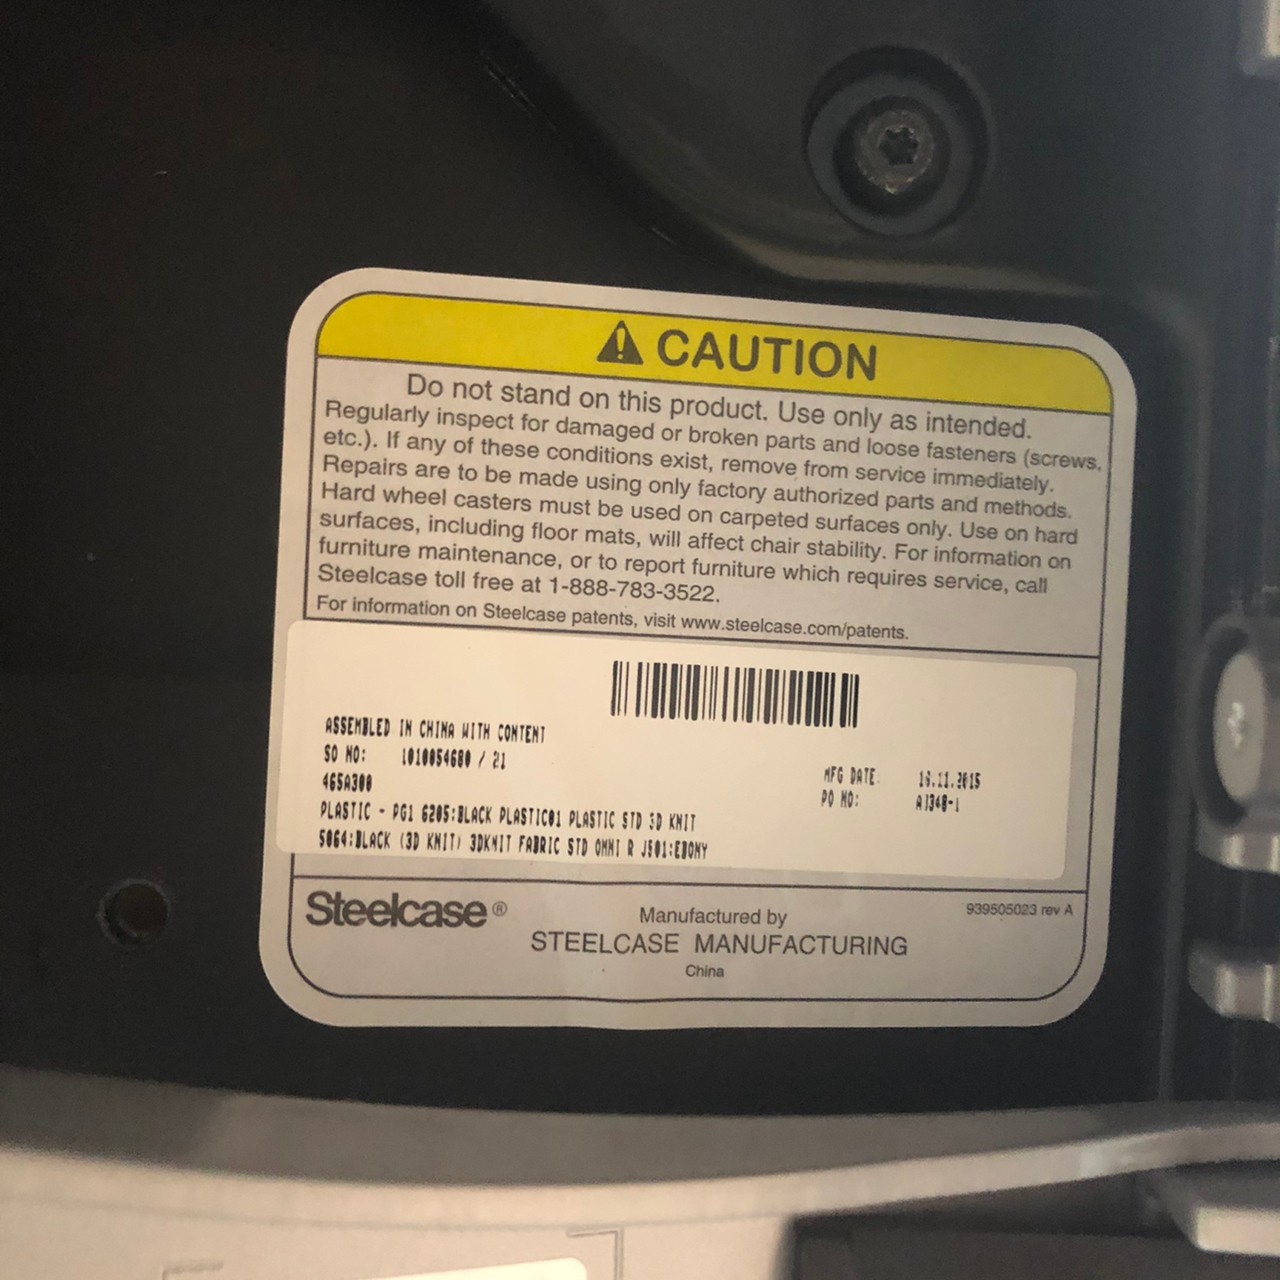 CAUTION
Do not stand on this product. Use only as intended.
Regularly inspect for damaged or broken parts and loose fasteners (screws,
etc.). If any of these conditions exist, remove from service immediately.
Repairs are to be made using only factory authorized parts and methods.
Hard wheel casters must be used on carpeted surfaces only. Use on hard
surfaces, including floor mats, will affect chair stability. For information on
furniture maintenance, or to report furniture which requires service, call
Steelcase toll free at 1-888-783-3522.
For information on Steelcase patents, visit www.steelcase.com/patents.
ASSEMBLED IN CHINA WITH CONTENT
SO NO: 1010054680 / 21
465A300
MFG DATE
PO NO:
PLASTIC - PG1 6205:BLACK PLASTIC01 PLASTIC STD 3D KNIT
5064:BLACK (3D KNIT) 3DKNIT FABRIC STD OMNI R J501:EBONY
Steelcase®
Manufactured by
939505023 rev A
STEELCASE MANUFACTURING
China